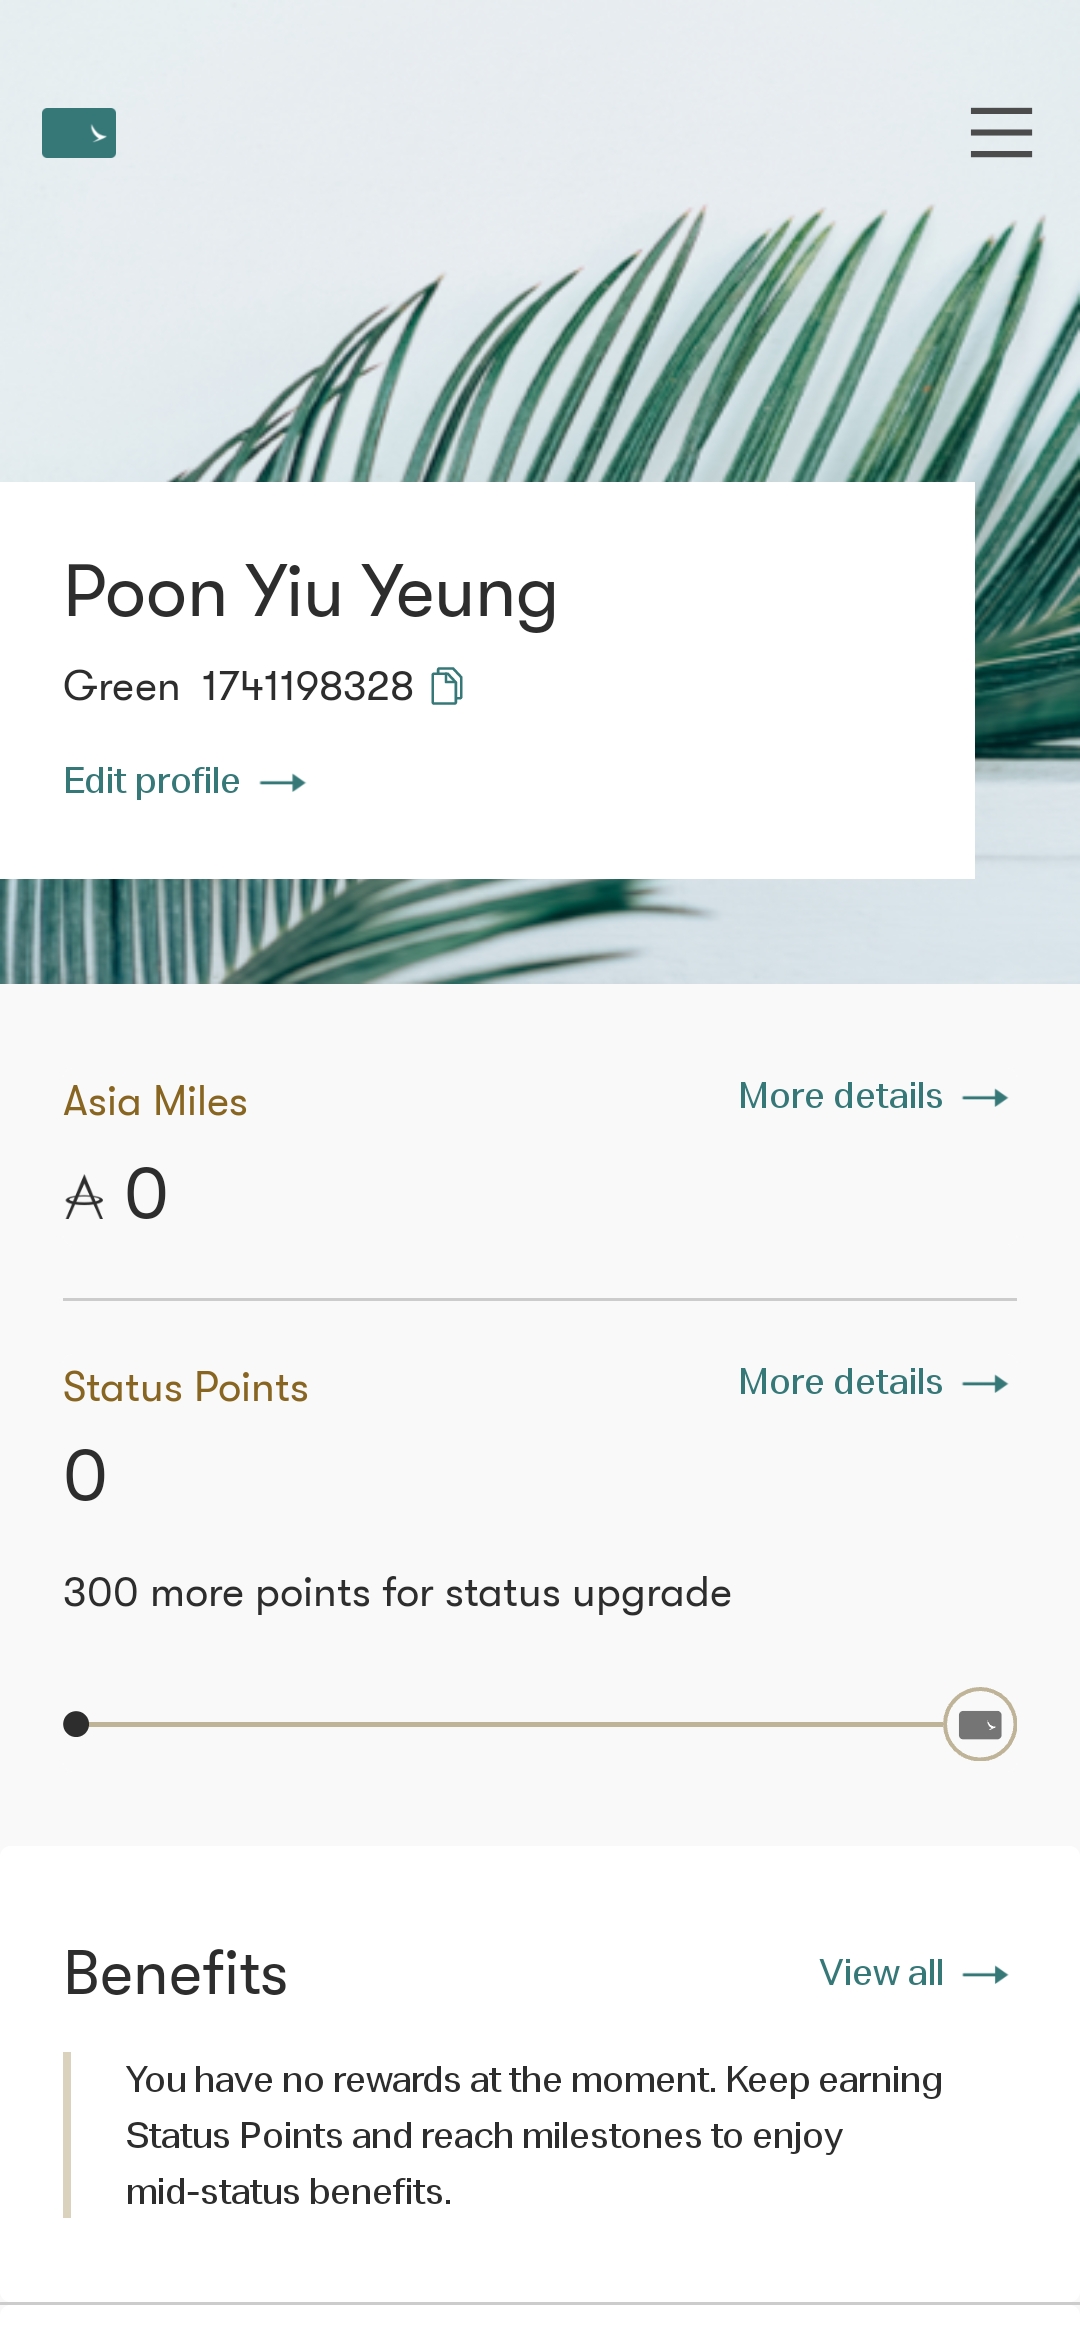 Poon Yiu Yeung
Green 1741198328
Edit profile
Asia Miles
More details
0
Status Points
More details
0
300 more points for status upgrade
Benefits
View all
You have no rewards at the moment. Keep earning
Status Points and reach milestones to enjoy
mid-status benefits.